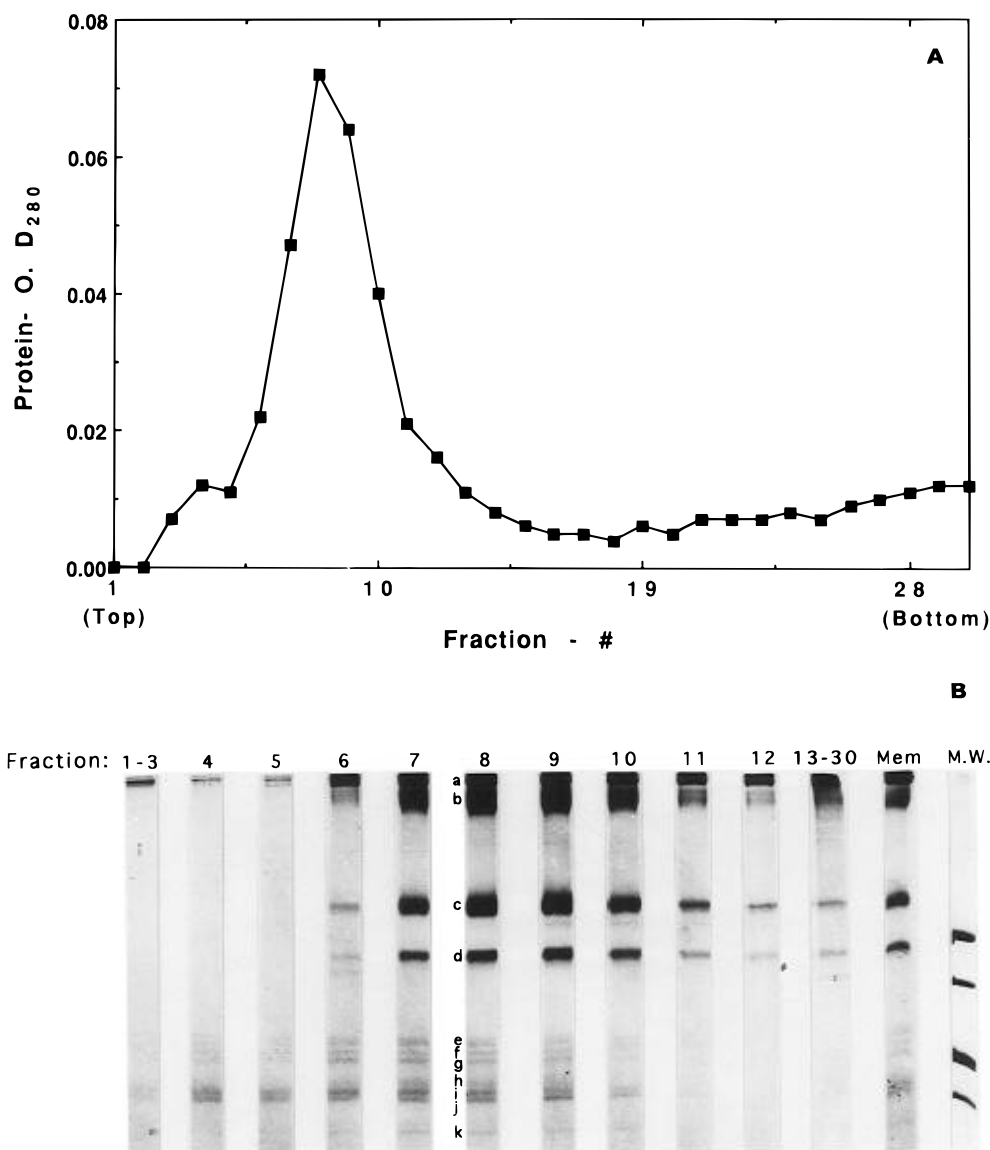 A
0.08
0.06
0.04
0.02
0.00
Protein- O. D280
1 10 19 28
(Top) (Bottom)
Fraction - #
B
Fraction: 1-3 4 5 6 7 8 9 10 11 12 13-30 Mem M.W.
a
b
c
d
e
f
g
h
i
j
k